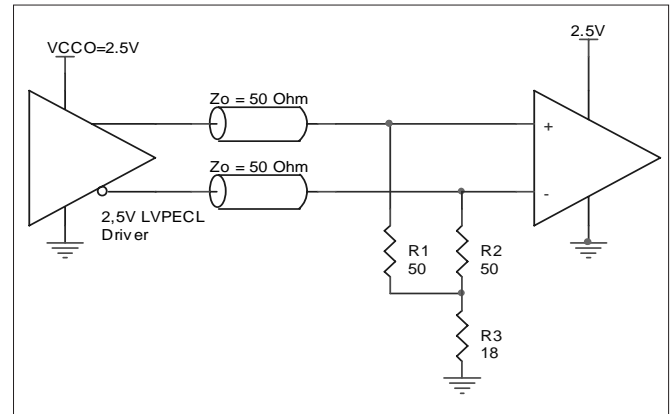 VCCO=2.5V
2.5V
Zo = 50 Ohm
+
Zo = 50 Ohm
-
2,5V LVPECL
Driver
R1
50
R2
50
R3
18